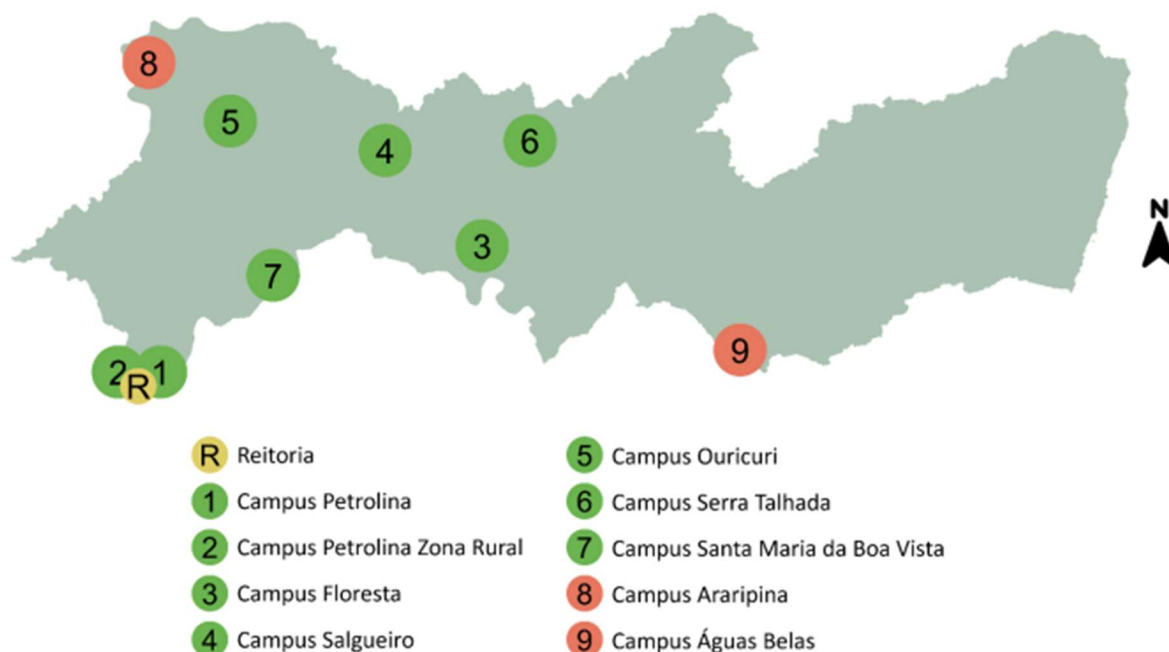 8
5
4
6
3
7
9
2
R
1
N
R Reitoria
1 Campus Petrolina
2 Campus Petrolina Zona Rural
3 Campus Floresta
4 Campus Salgueiro
5 Campus Ouricuri
6 Campus Serra Talhada
7 Campus Santa Maria da Boa Vista
8 Campus Araripina
9 Campus Águas Belas